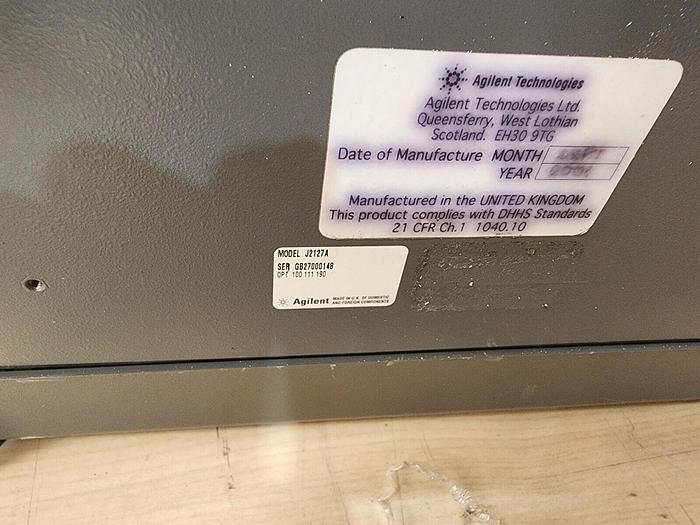 Agilent Technologies
Agilent Technologies Ltd.
Queensferry, West Lothian
Scotland. EH30 9TG
Date of Manufacture MONTH SEPT
YEAR 2001
Manufactured in the UNITED KINGDOM
This product complies with DHHS Standards
21 CFR Ch.1 1040.10
MODEL J2127A
SER GB27000148
OPT 100 111 190
Agilent MADE IN U.K. OF DOMESTIC
AND FOREIGN COMPONENTS